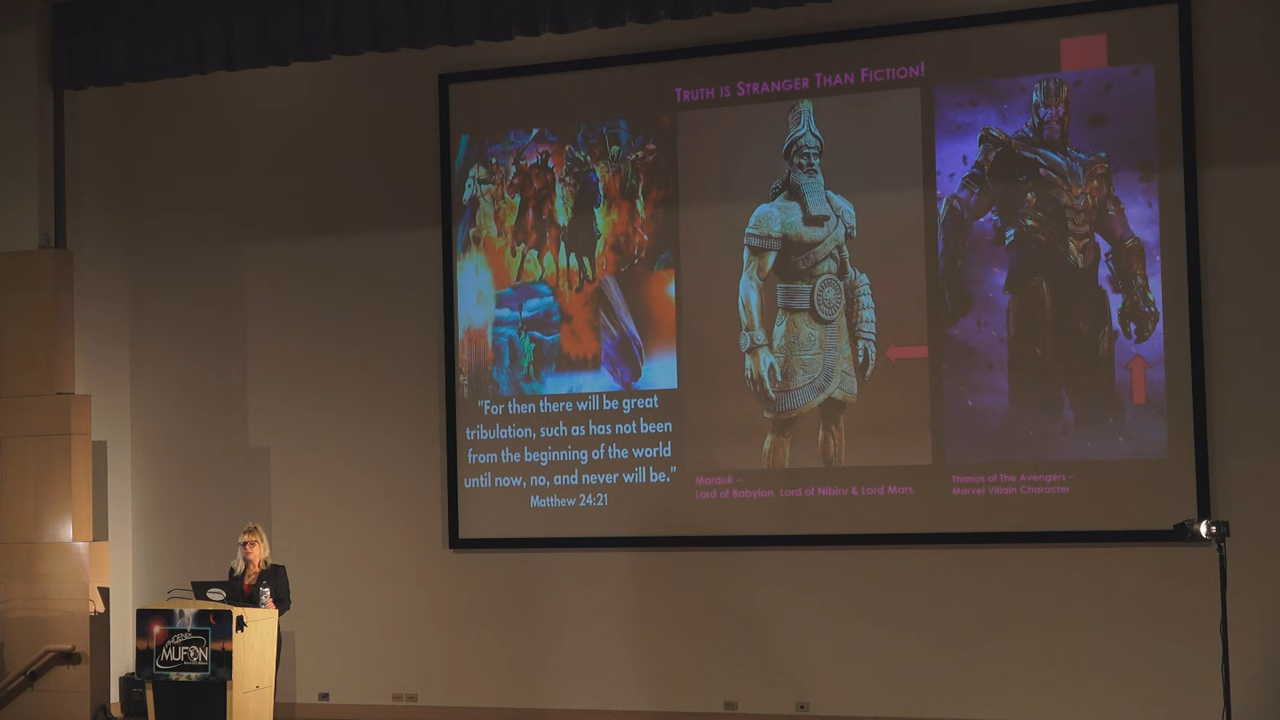 TRUTH IS STRANGER THAN FICTION!
"For then there will be great
tribulation, such as has not been
from the beginning of the world
until now, no, and never will be."
Matthew 24:21
Marduk –
Lord of Babylon, Lord of Nibiru & Lord Mars
Thanos of The Avengers –
Marvel Villain Character
PHOENIX
MUFON